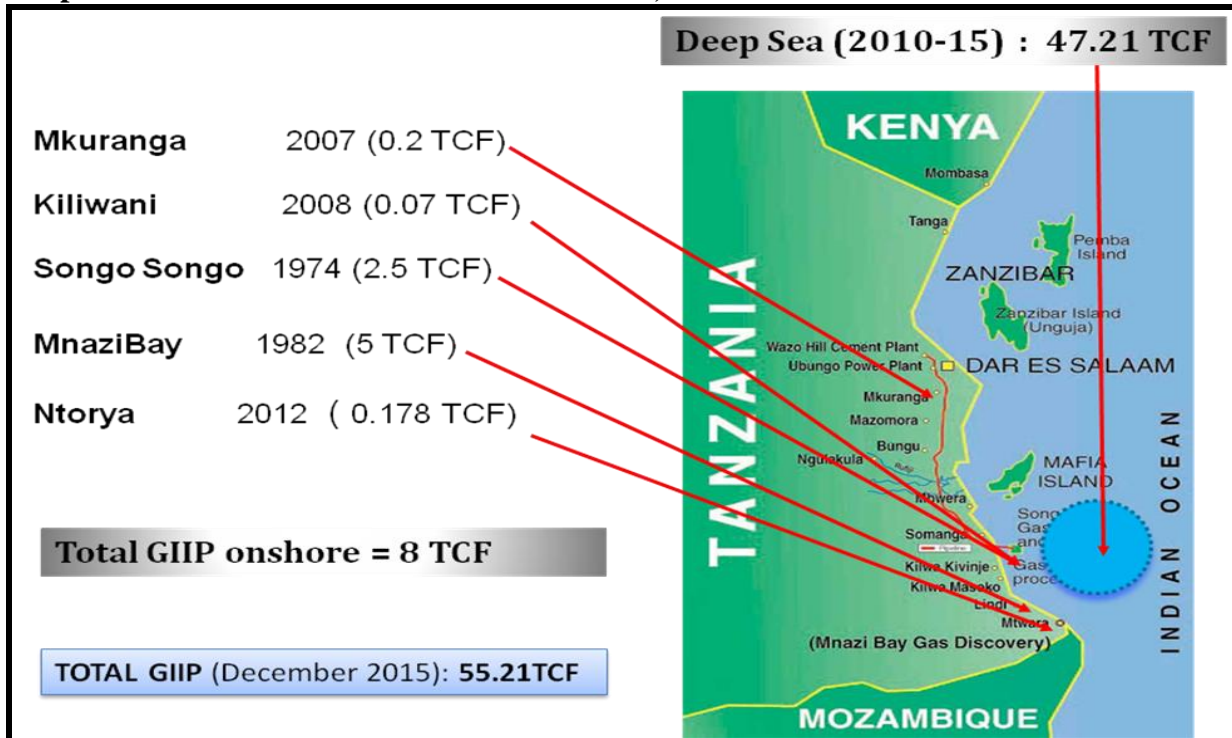 Deep Sea (2010-15) : 47.21 TCF
Mkuranga 2007 (0.2 TCF)
Kiliwani 2008 (0.07 TCF)
Songo Songo 1974 (2.5 TCF)
MnaziBay 1982 (5 TCF)
Ntorya 2012 ( 0.178 TCF)
Total GIIP onshore = 8 TCF
TOTAL GIIP (December 2015): 55.21TCF
KENYA
Mombasa
Tanga
Pemba
Island
ZANZIBAR
Zanzibar Island
(Unguja)
TANZANIA
Wazo Hill Cement Plant
Ubungo Power Plant
DAR ES SALAAM
Mkuranga
Mazomora
Bungu
Ngulakula
MAFIA
ISLAND
Somanga
Pipeline
Kilwa Kivinje
Kilwa Masoko
Lindi
Mtwara
(Mnazi Bay Gas Discovery)
INDIAN OCEAN
MOZAMBIQUE